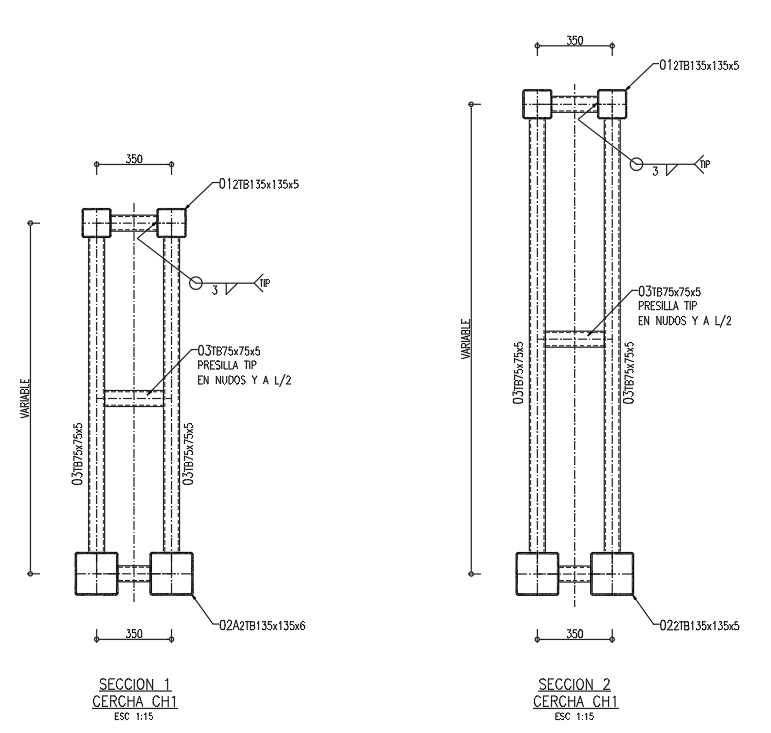 350
012TB135x135x5
3
TIP
VARIABLE
03TB75x75x5
PRESILLA TIP
EN NUDOS Y A L/2
03TB75x75x5
03TB75x75x5
02A2TB135x135x6
350
SECCION 1
CERCHA CH1
ESC 1:15
350
012TB135x135x5
3
TIP
VARIABLE
03TB75x75x5
PRESILLA TIP
EN NUDOS Y A L/2
03TB75x75x5
03TB75x75x5
022TB135x135x5
350
SECCION 2
CERCHA CH1
ESC 1:15